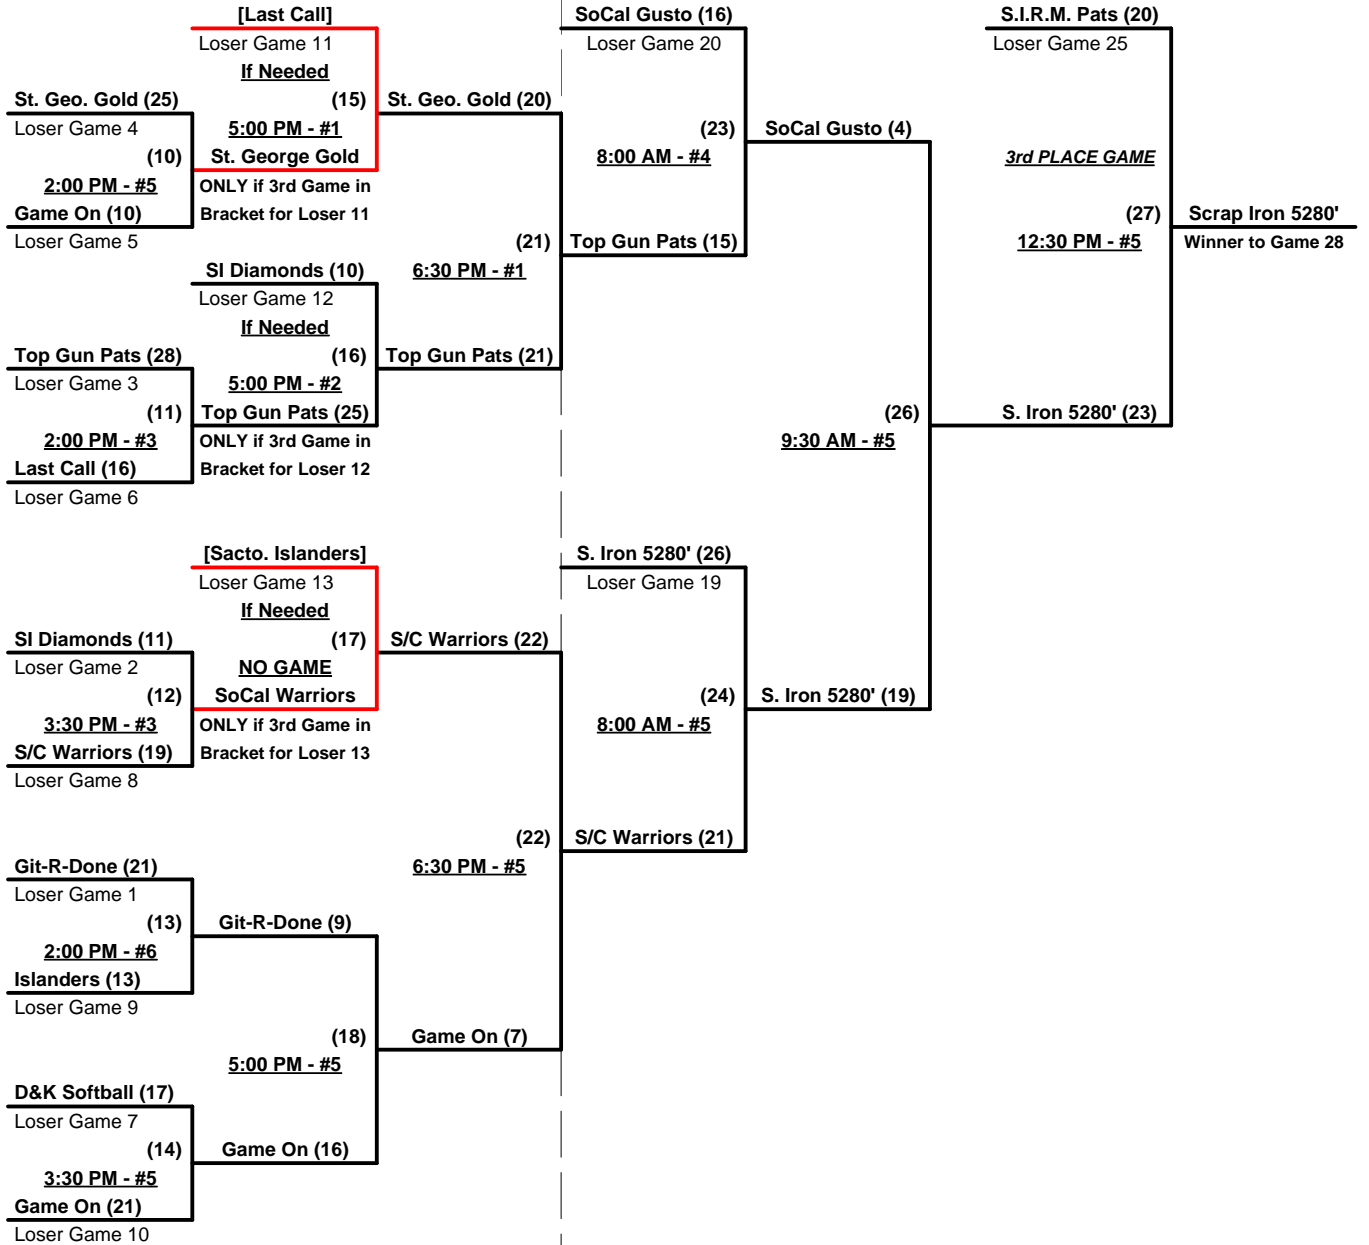 [Last Call]
Loser Game 11
If Needed
(15)
5:00 PM - #1
St. George Gold
ONLY if 3rd Game in
Bracket for Loser 11
St. Geo. Gold (25)
Loser Game 4
(10)
2:00 PM - #5
Game On (10)
Loser Game 5
St. Geo. Gold (20)
SI Diamonds (10)
Loser Game 12
If Needed
(16)
5:00 PM - #2
Top Gun Pats (25)
ONLY if 3rd Game in
Bracket for Loser 12
Top Gun Pats (28)
Loser Game 3
(11)
2:00 PM - #3
Last Call (16)
Loser Game 6
Top Gun Pats (21)
(21)
6:30 PM - #1
SoCal Gusto (16)
Loser Game 20
(23)
8:00 AM - #4
Top Gun Pats (15)
SoCal Gusto (4)
[Sacto. Islanders]
Loser Game 13
If Needed
(17)
NO GAME
SoCal Warriors
ONLY if 3rd Game in
Bracket for Loser 13
SI Diamonds (11)
Loser Game 2
(12)
3:30 PM - #3
S/C Warriors (19)
Loser Game 8
S/C Warriors (22)
Git-R-Done (21)
Loser Game 1
(13)
2:00 PM - #6
Islanders (13)
Loser Game 9
Git-R-Done (9)
(18)
5:00 PM - #5
D&K Softball (17)
Loser Game 7
(14)
3:30 PM - #5
Game On (21)
Loser Game 10
Game On (16)
Game On (7)
(22)
6:30 PM - #5
S. Iron 5280' (26)
Loser Game 19
(24)
8:00 AM - #5
S/C Warriors (21)
S. Iron 5280' (19)
(26)
9:30 AM - #5
S.I.R.M. Pats (20)
Loser Game 25
3rd PLACE GAME
(27)
12:30 PM - #5
S. Iron 5280' (23)
Scrap Iron 5280'
Winner to Game 28